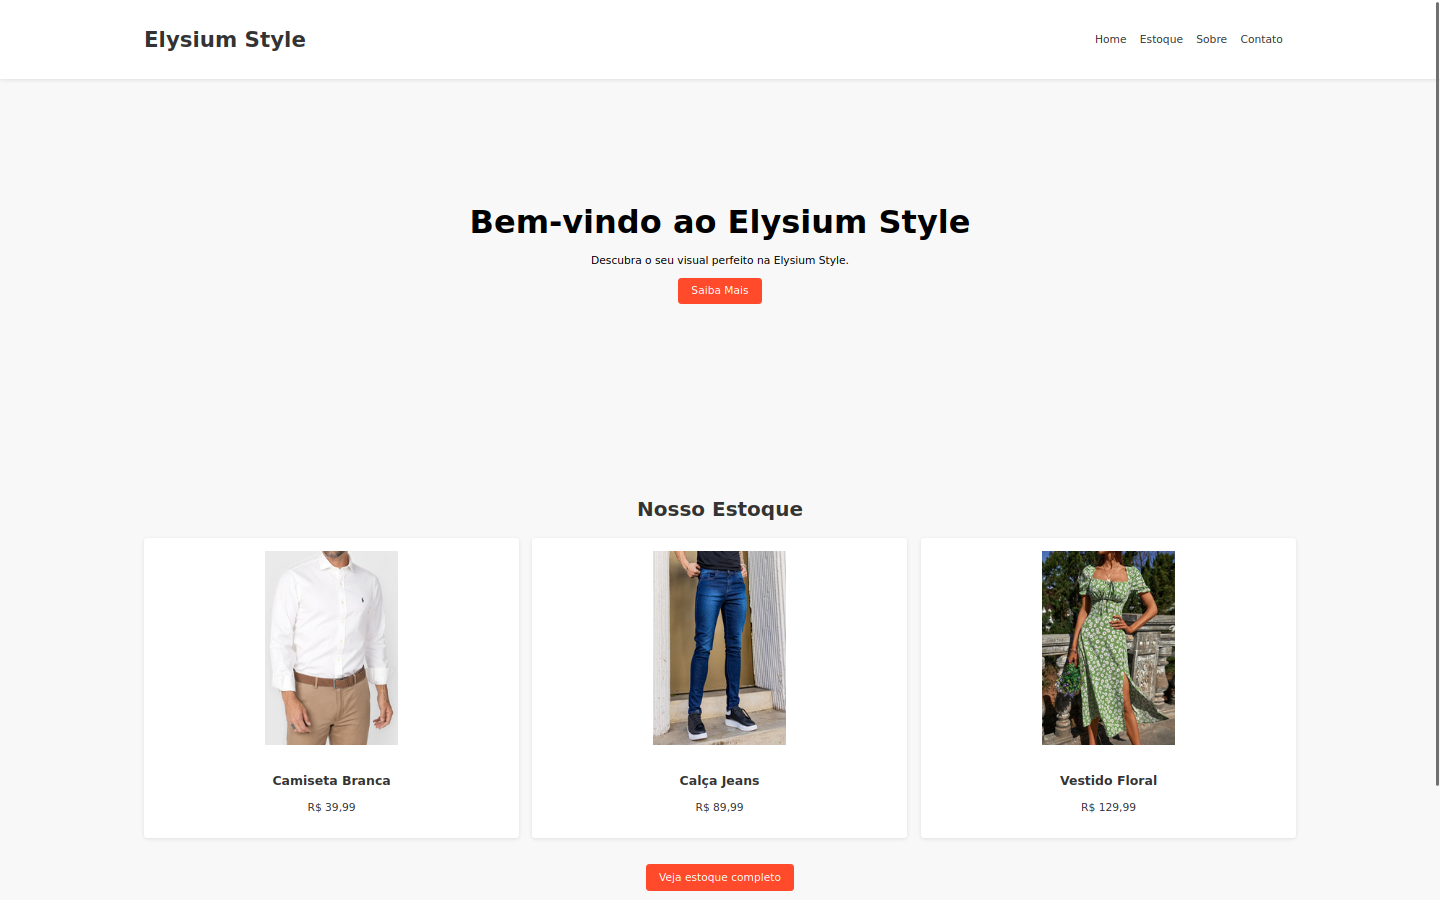 Elysium Style
Home Estoque Sobre Contato
Bem-vindo ao Elysium Style
Descubra o seu visual perfeito na Elysium Style.
Saiba Mais
Nosso Estoque
Camiseta Branca
R$ 39,99
Calça Jeans
R$ 89,99
Vestido Floral
R$ 129,99
Veja estoque completo